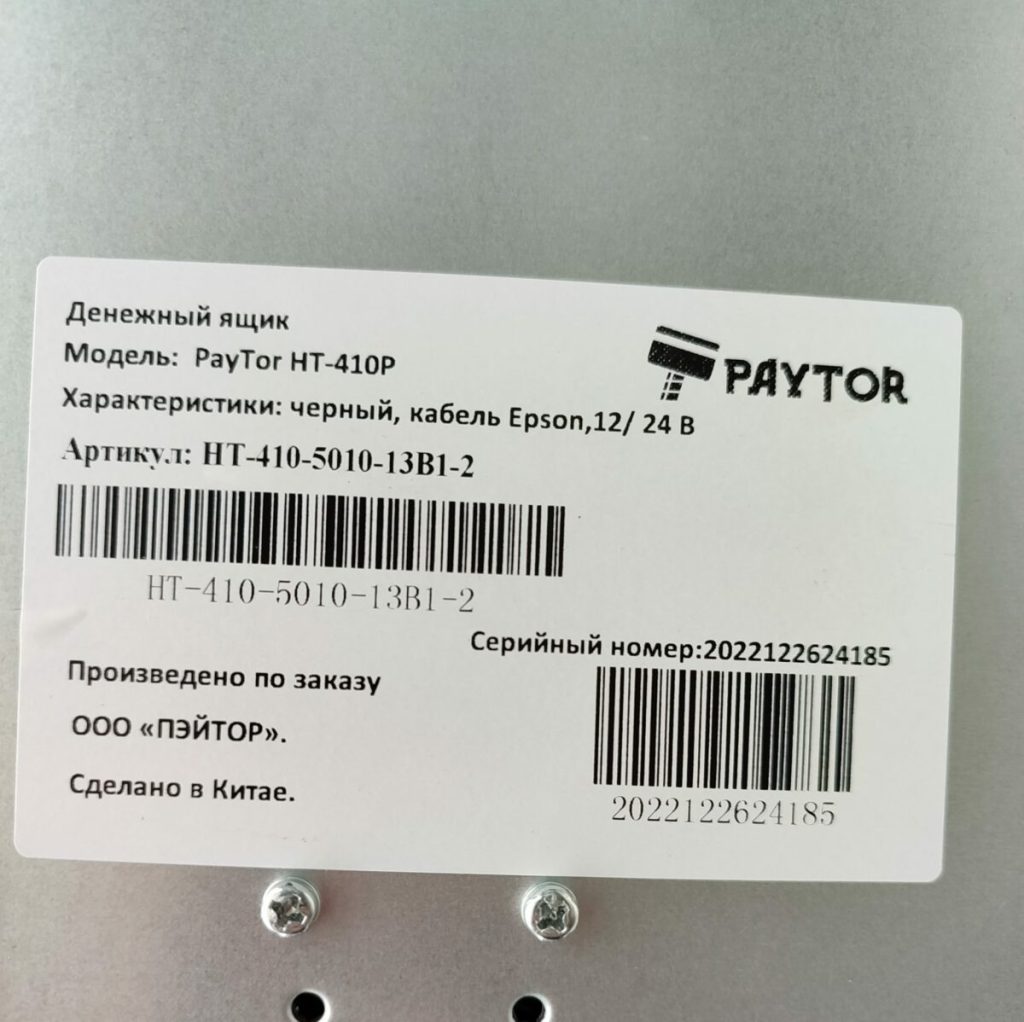 Денежный ящик
Модель: PayTor HT-410P
PAYTOR
Характеристики: черный, кабель Epson,12/ 24 В
Артикул: HT-410-5010-13B1-2
HT-410-5010-13B1-2
Серийный номер:2022122624185
Произведено по заказу
ООО «ПЭЙТОР».
Сделано в Китае.
2022122624185